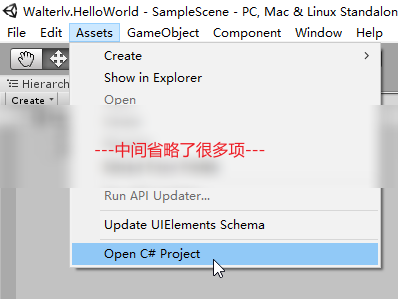 Walterlv.HelloWorld - SampleScene - PC, Mac & Linux Standalon
File Edit Assets GameObject Component Window Help
Hierarch
Create
Create
Show in Explorer
Open
---中间省略了很多项---
Run API Updater...
Update UIElements Schema
Open C# Project